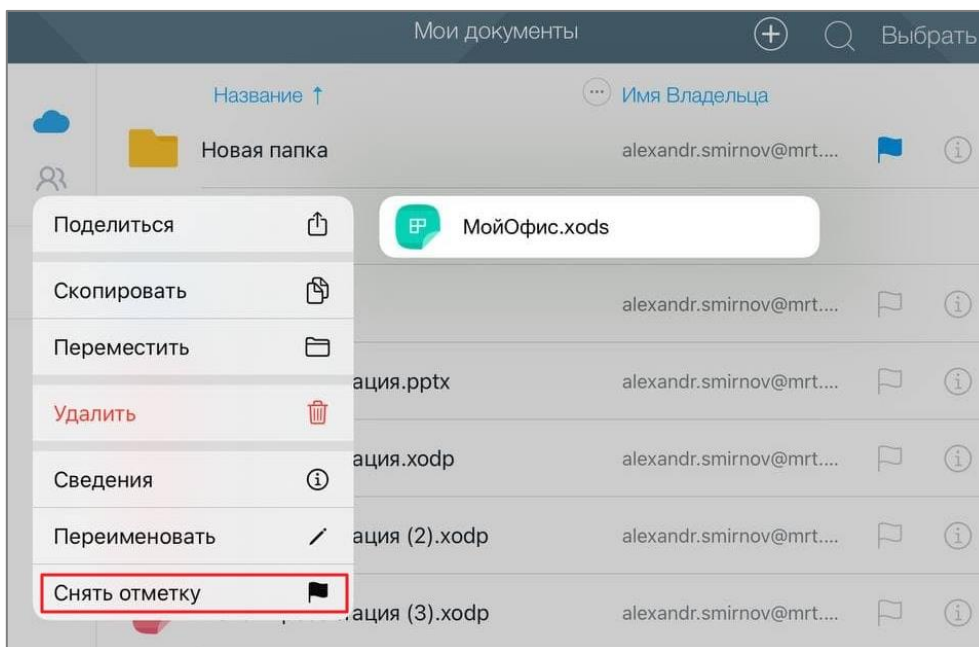 Мои документы
Выбрать
Название ↑
Имя Владельца
Новая папка
alexandr.smirnov@mrt....
Поделиться
МойОфис.xods
Скопировать
alexandr.smirnov@mrt....
Переместить
ация.pptx
alexandr.smirnov@mrt....
Удалить
ация.xodp
alexandr.smirnov@mrt....
Сведения
Переименовать
ация (2).xodp
alexandr.smirnov@mrt....
Снять отметку
ация (3).xodp
alexandr.smirnov@mrt....